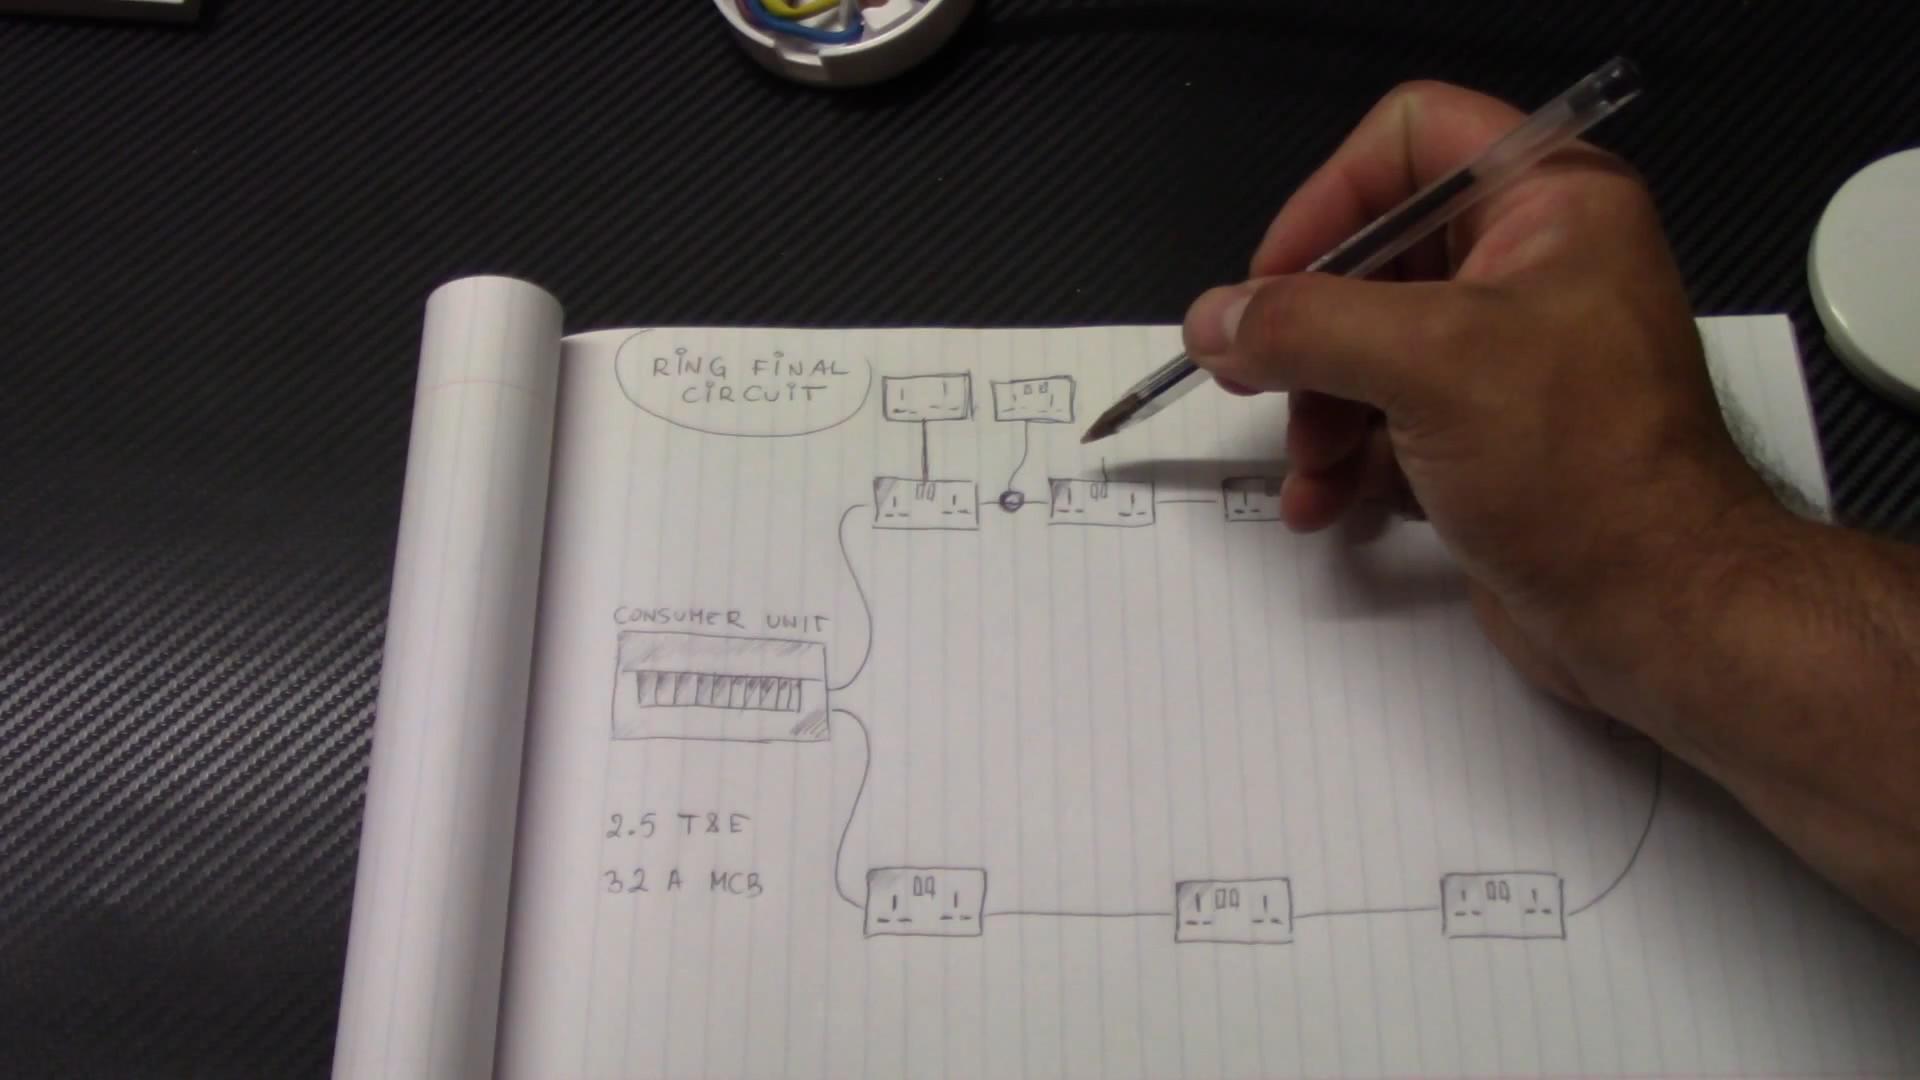 RING FINAL
CIRCUIT
CONSUMER UNIT
2.5 T&E
32 A MCB